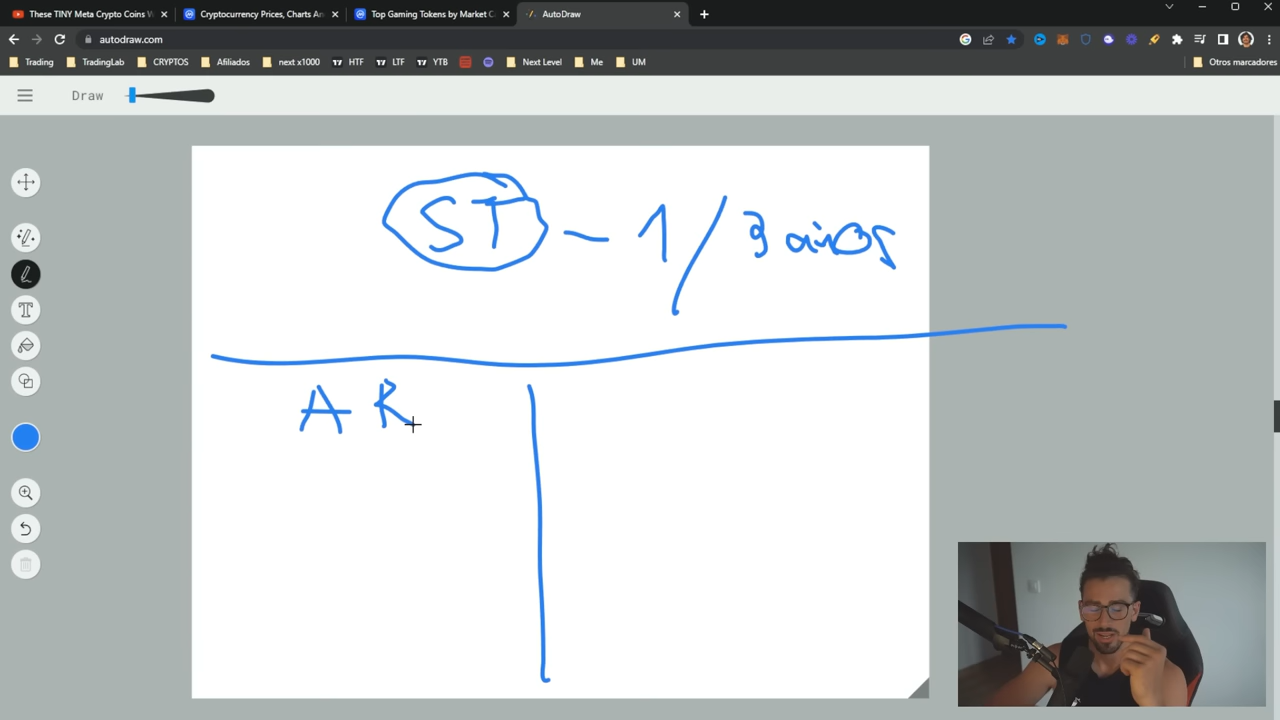 These TINY Meta Crypto Coins W
Cryptocurrency Prices, Charts An
Top Gaming Tokens by Market C
AutoDraw
autodraw.com
Trading
TradingLab
CRYPTOS
Afiliados
next x1000
HTF
LTF
YTB
Next Level
Me
UM
Otros marcadores
Draw
ST - 1/3 años
A R